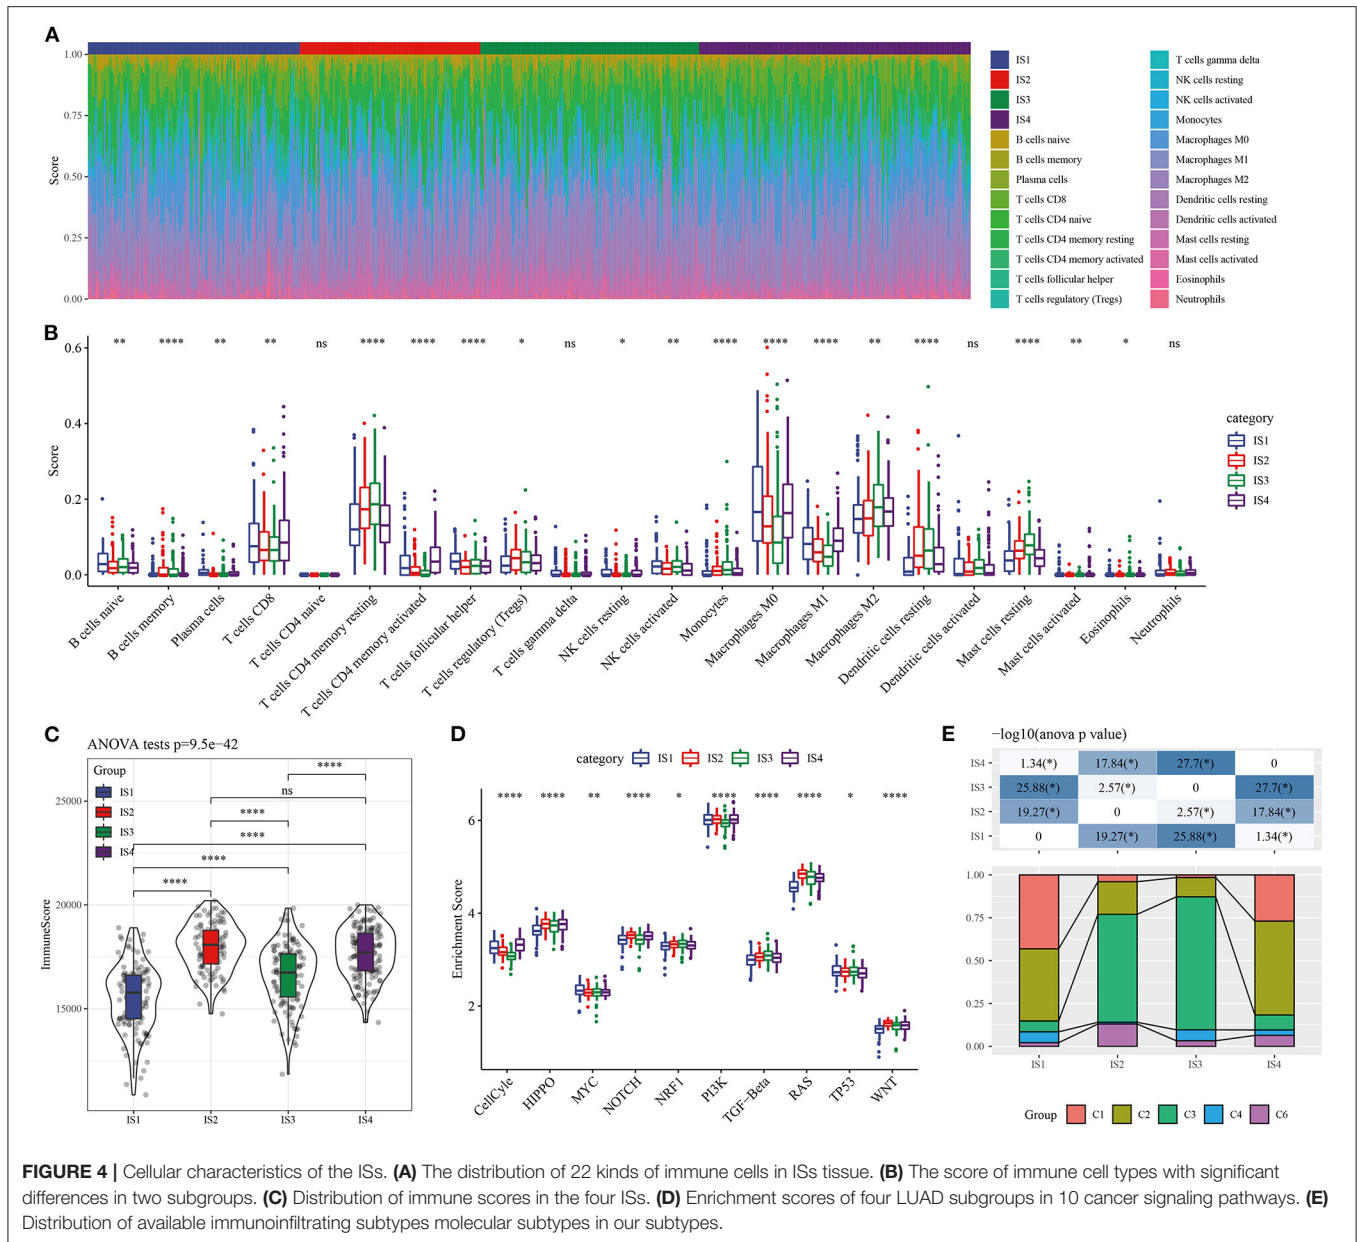 A
1.00
0.75
0.50
0.25
0.00
Score
IS1
IS2
IS3
IS4
B cells naive
B cells memory
Plasma cells
T cells CD8
T cells CD4 naive
T cells CD4 memory resting
T cells CD4 memory activated
T cells follicular helper
T cells regulatory (Tregs)
T cells gamma delta
NK cells resting
NK cells activated
Monocytes
Macrophages M0
Macrophages M1
Macrophages M2
Dendritic cells resting
Dendritic cells activated
Mast cells resting
Mast cells activated
Eosinophils
Neutrophils
B
0.6
0.4
0.2
0.0
Score
** **** ** ** ns **** **** **** * ns * ** **** **** **** ** **** ns **** ** * ns
B cells naive
B cells memory
Plasma cells
T cells CD8
T cells CD4 naive
T cells CD4 memory resting
T cells CD4 memory activated
T cells follicular helper
T cells regulatory (Tregs)
T cells gamma delta
NK cells resting
NK cells activated
Monocytes
Macrophages M0
Macrophages M1
Macrophages M2
Dendritic cells resting
Dendritic cells activated
Mast cells resting
Mast cells activated
Eosinophils
Neutrophils
category
IS1
IS2
IS3
IS4
C
ANOVA tests p=9.5e−42
Group
IS1
IS2
IS3
IS4
****
ns
****
****
****
****
25000
20000
15000
ImmuneScore
IS1 IS2 IS3 IS4
D
category IS1 IS2 IS3 IS4
**** **** ** **** * **** **** **** * ****
6
4
2
Enrichment Score
CellCyle
HIPPO
MYC
NOTCH
NRF1
PI3K
TGF−Beta
RAS
TP53
WNT
E
−log10(anova p value)
IS4 1.34(*) 17.84(*) 27.7(*) 0
IS3 25.88(*) 2.57(*) 0 27.7(*)
IS2 19.27(*) 0 2.57(*) 17.84(*)
IS1 0 19.27(*) 25.88(*) 1.34(*)
1.00
0.75
0.50
0.25
0.00
IS1 IS2 IS3 IS4
Group C1 C2 C3 C4 C6
FIGURE 4 | Cellular characteristics of the ISs. (A) The distribution of 22 kinds of immune cells in ISs tissue. (B) The score of immune cell types with significant
differences in two subgroups. (C) Distribution of immune scores in the four ISs. (D) Enrichment scores of four LUAD subgroups in 10 cancer signaling pathways. (E)
Distribution of available immunoinfiltrating subtypes molecular subtypes in our subtypes.